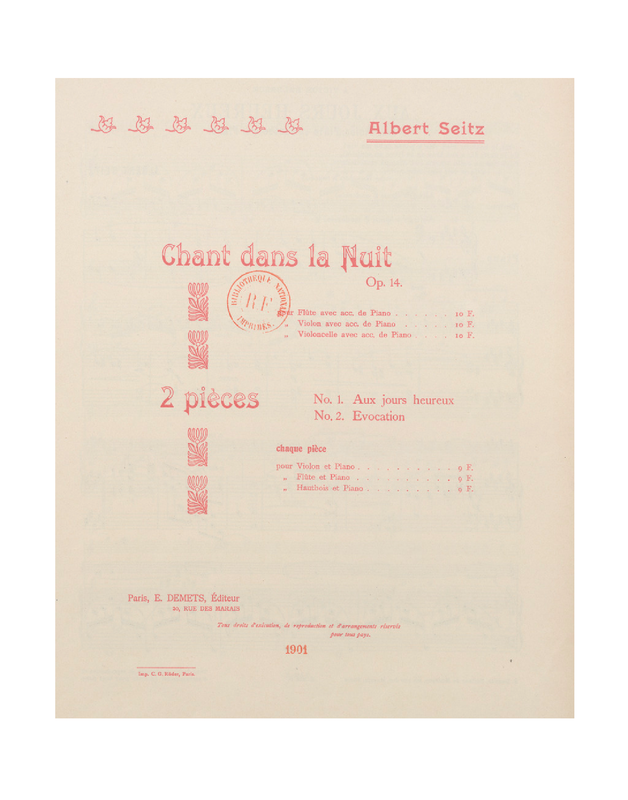 Albert Seitz
Chant dans la Nuit
Op. 14.
BIBLIOTHÈQUE NATIONALE
R F
IMPRIMÉS.
pour Flûte avec acc. de Piano . . . . . . 10 F.
„ Violon avec acc. de Piano . . . . . 10 F.
„ Violoncelle avec acc. de Piano . . . . 10 F.
2 pièces
No. 1. Aux jours heureux
No. 2. Evocation
chaque pièce
pour Violon et Piano . . . . . . . . . . 9 F.
„ Flûte et Piano . . . . . . . . . . 9 F.
„ Hautbois et Piano . . . . . . . . . 9 F.
Paris, E. DEMETS, Éditeur
20, RUE DES MARAIS
Tous droits d'exécution, de reproduction et d'arrangements réservés
pour tous pays.
1901
Imp. C. G. Röder, Paris.